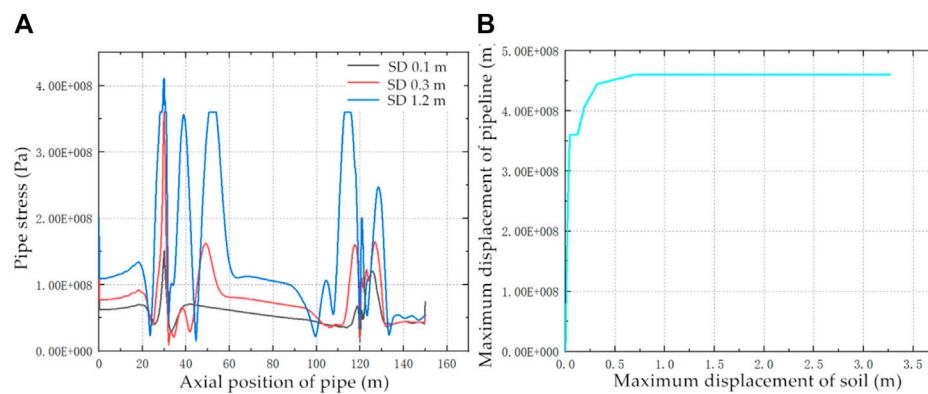 A
B
SD 0.1 m
SD 0.3 m
SD 1.2 m
4.00E+008
3.00E+008
2.00E+008
1.00E+008
0.00E+000
Pipe stress (Pa)
0 20 40 60 80 100 120 140 160
Axial position of pipe (m)
5.00E+008
4.00E+008
3.00E+008
2.00E+008
1.00E+008
0.00E+000
Maximum displacement of pipeline (m)
0.0 0.5 1.0 1.5 2.0 2.5 3.0 3.5
Maximum displacement of soil (m)